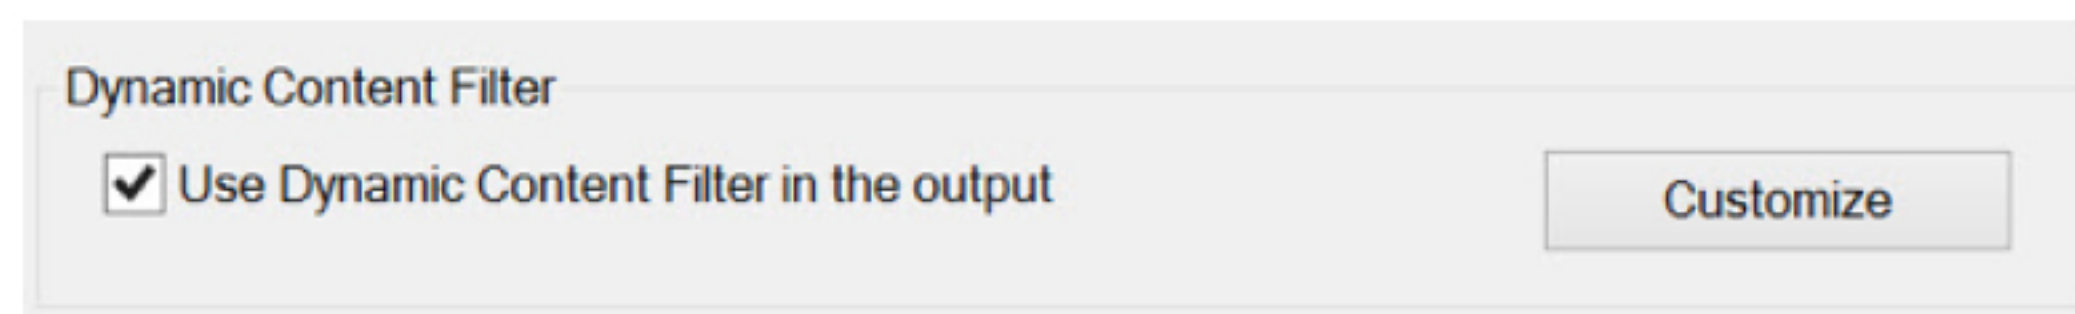 Dynamic Content Filter
Use Dynamic Content Filter in the output
Customize